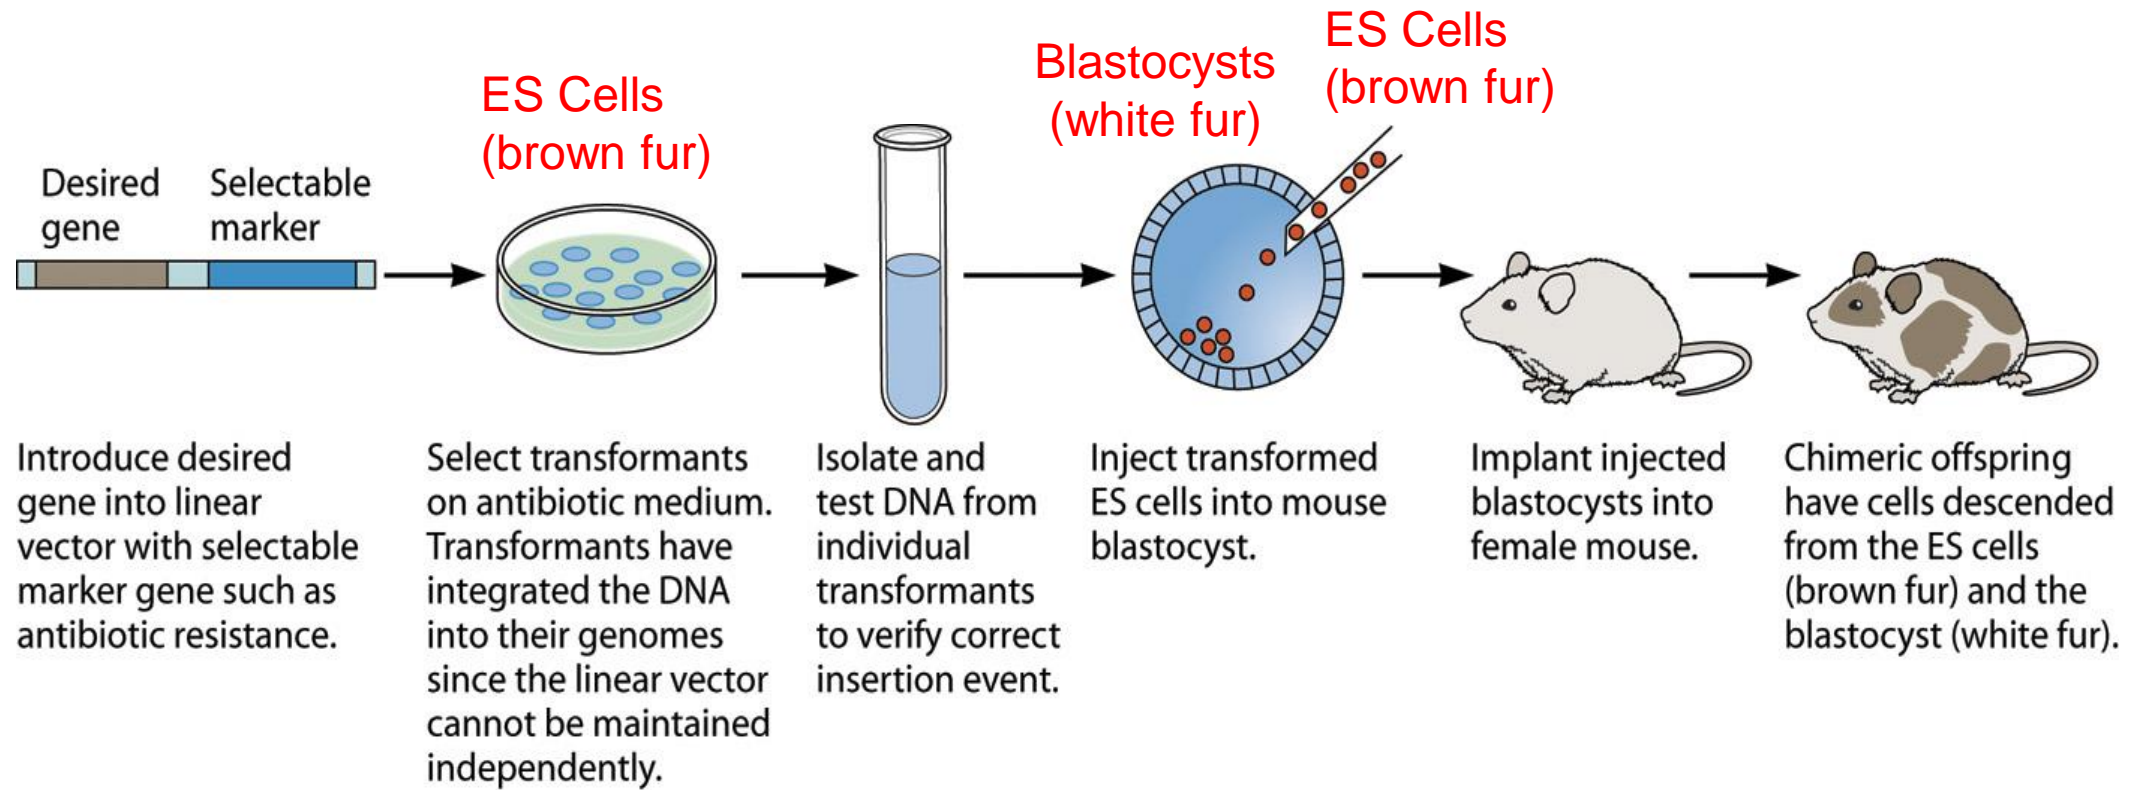 Desired
gene
Selectable
marker
ES Cells
(brown fur)
Blastocysts
(white fur)
ES Cells
(brown fur)
Introduce desired
gene into linear
vector with selectable
marker gene such as
antibiotic resistance.
Select transformants
on antibiotic medium.
Transformants have
integrated the DNA
into their genomes
since the linear vector
cannot be maintained
independently.
Isolate and
test DNA from
individual
transformants
to verify correct
insertion event.
Inject transformed
ES cells into mouse
blastocyst.
Implant injected
blastocysts into
female mouse.
Chimeric offspring
have cells descended
from the ES cells
(brown fur) and the
blastocyst (white fur).